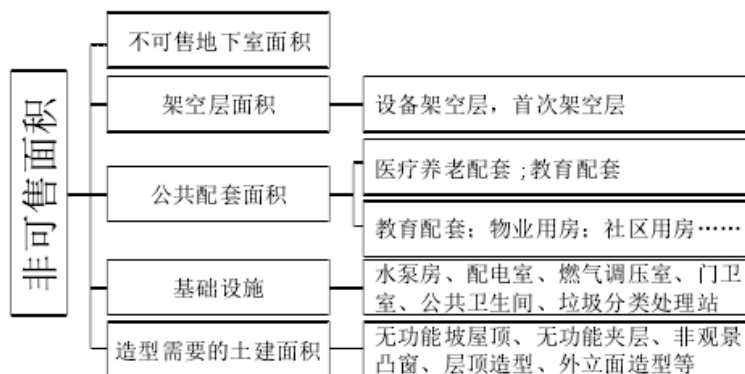 非可售面积
不可售地下室面积
架空层面积
设备架空层，首次架空层
公共配套面积
医疗养老配套;教育配套
教育配套；物业用房；社区用房……
基础设施
水泵房、配电室、燃气调压室、门卫
室、公共卫生间、垃圾分类处理站
造型需要的土建面积
无功能坡屋顶、无功能夹层、非观景
凸窗、层顶造型、外立面造型等